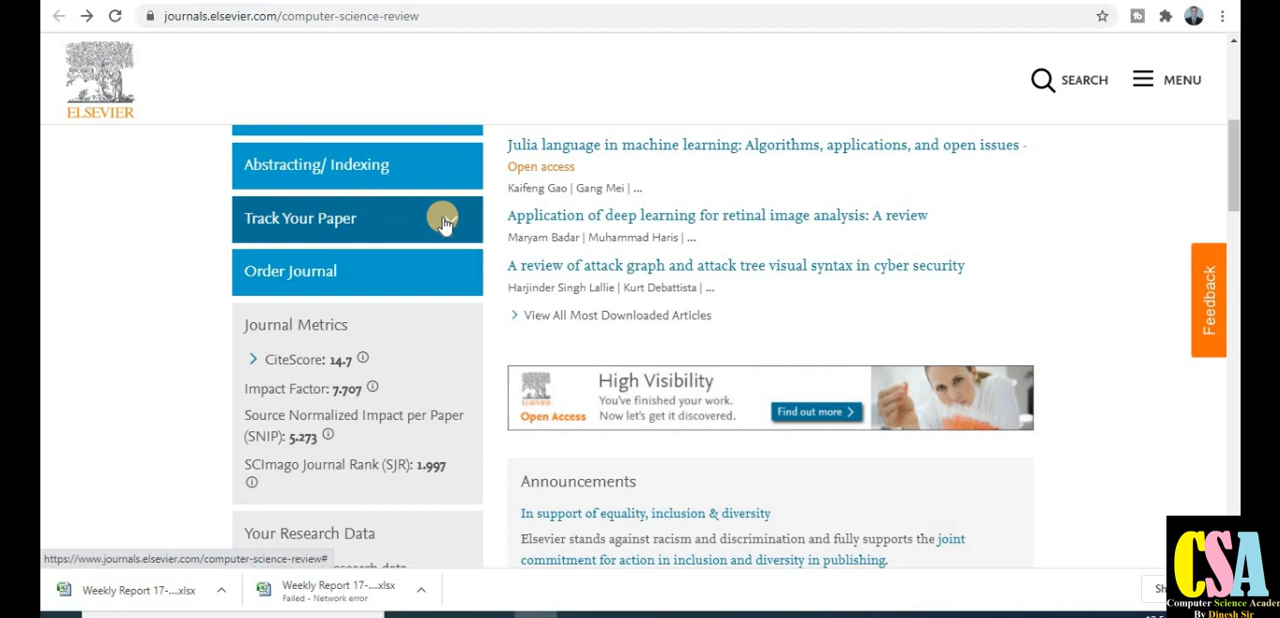 journals.elsevier.com/computer-science-review
ELSEVIER
SEARCH
MENU
Abstracting/ Indexing
Track Your Paper
Order Journal
Journal Metrics
CiteScore: 14.7
Impact Factor: 7.707
Source Normalized Impact per Paper
(SNIP): 5.273
SCImago Journal Rank (SJR): 1.997
Your Research Data
Julia language in machine learning: Algorithms, applications, and open issues -
Open access
Kaifeng Gao | Gang Mei | ...
Application of deep learning for retinal image analysis: A review
Maryam Badar | Muhammad Haris | ...
A review of attack graph and attack tree visual syntax in cyber security
Harjinder Singh Lallie | Kurt Debattista | ...
View All Most Downloaded Articles
ELSEVIER
Open Access
High Visibility
You've finished your work.
Now let's get it discovered.
Find out more
Announcements
In support of equality, inclusion & diversity
Elsevier stands against racism and discrimination and fully supports the joint
commitment for action in inclusion and diversity in publishing.
Feedback
https://www.journals.elsevier.com/computer-science-review#
Weekly Report 17-....xlsx
Weekly Report 17-....xlsx
Failed - Network error
CSA
Computer Science Academ
By Dinesh Sir